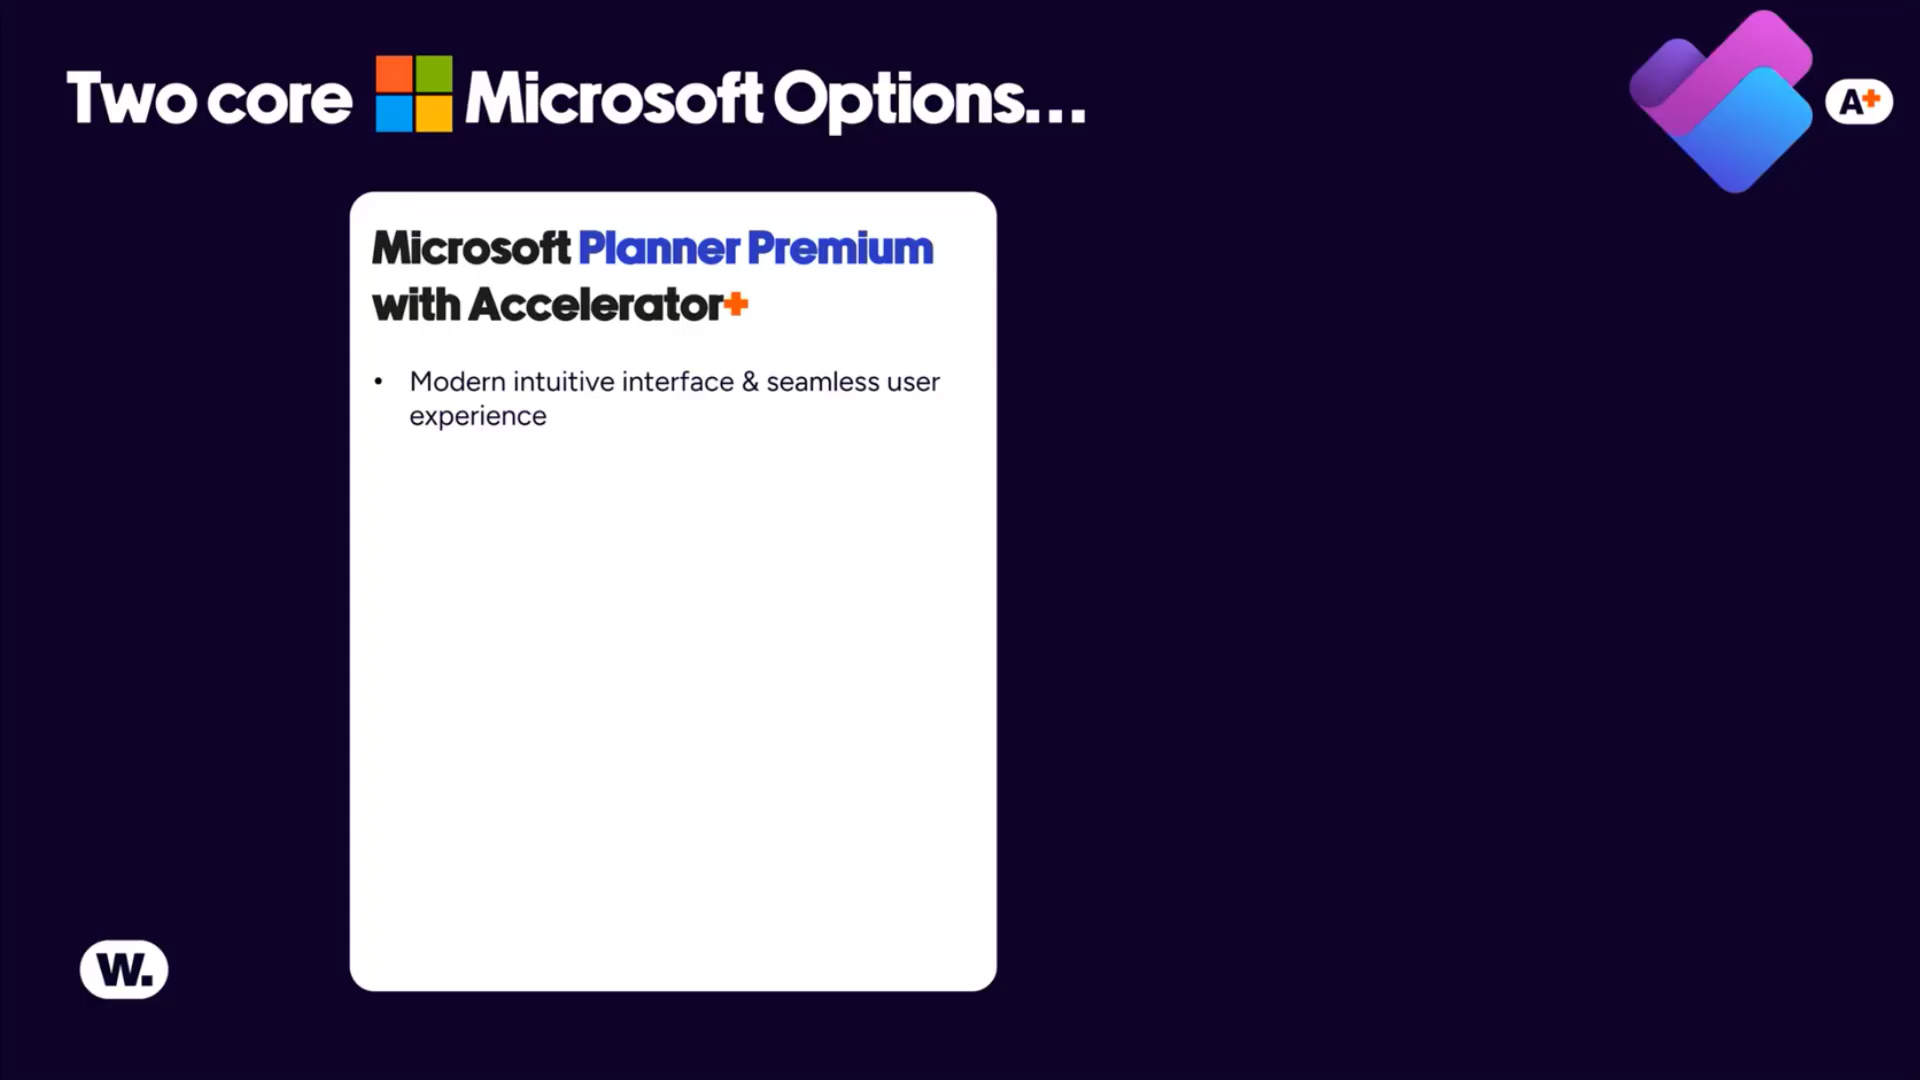 Two core Microsoft Options...
A+
Microsoft Planner Premium
with Accelerator+
• Modern intuitive interface & seamless user
experience
W.